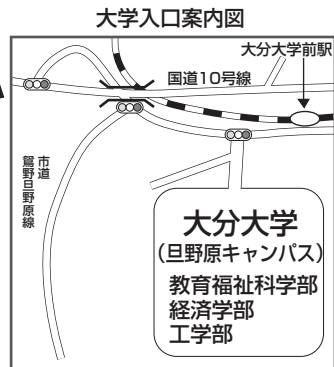 大学入口案内図
大分大学前駅
国道10号線
市道
鴛野旦野原線
大分大学
(旦野原キャンパス)
教育福祉科学部
経済学部
工学部